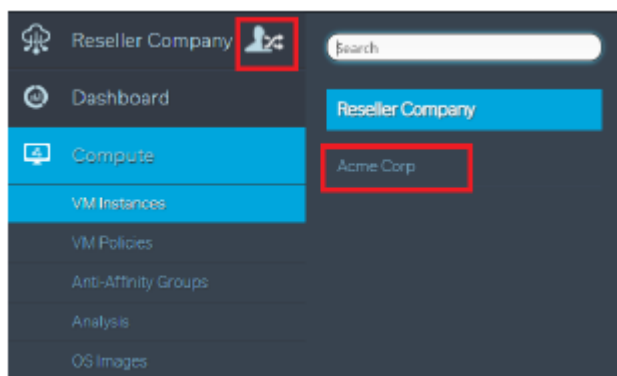 Reseller Company
Dashboard
Compute
VM Instances
VM Policies
Anti-Affinity Groups
Analysis
OS Images
Search
Reseller Company
Acme Corp